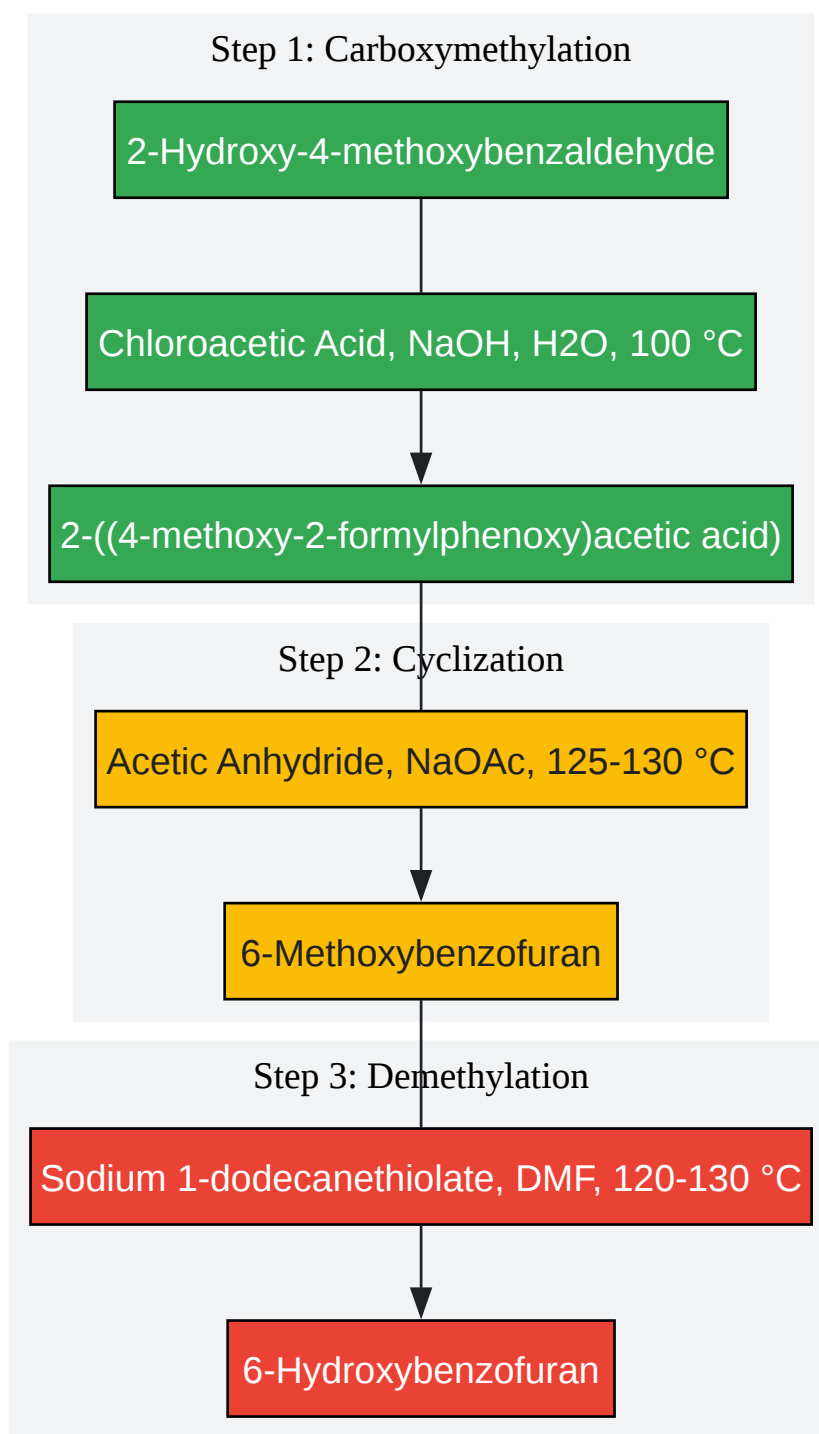 Step 1: Carboxymethylation
2-Hydroxy-4-methoxybenzaldehyde
Chloroacetic Acid, NaOH, H2O, 100 °C
2-((4-methoxy-2-formylphenoxy)acetic acid)
Step 2: Cyclization
Acetic Anhydride, NaOAc, 125-130 °C
6-Methoxybenzofuran
Step 3: Demethylation
Sodium 1-dodecanethiolate, DMF, 120-130 °C
6-Hydroxybenzofuran